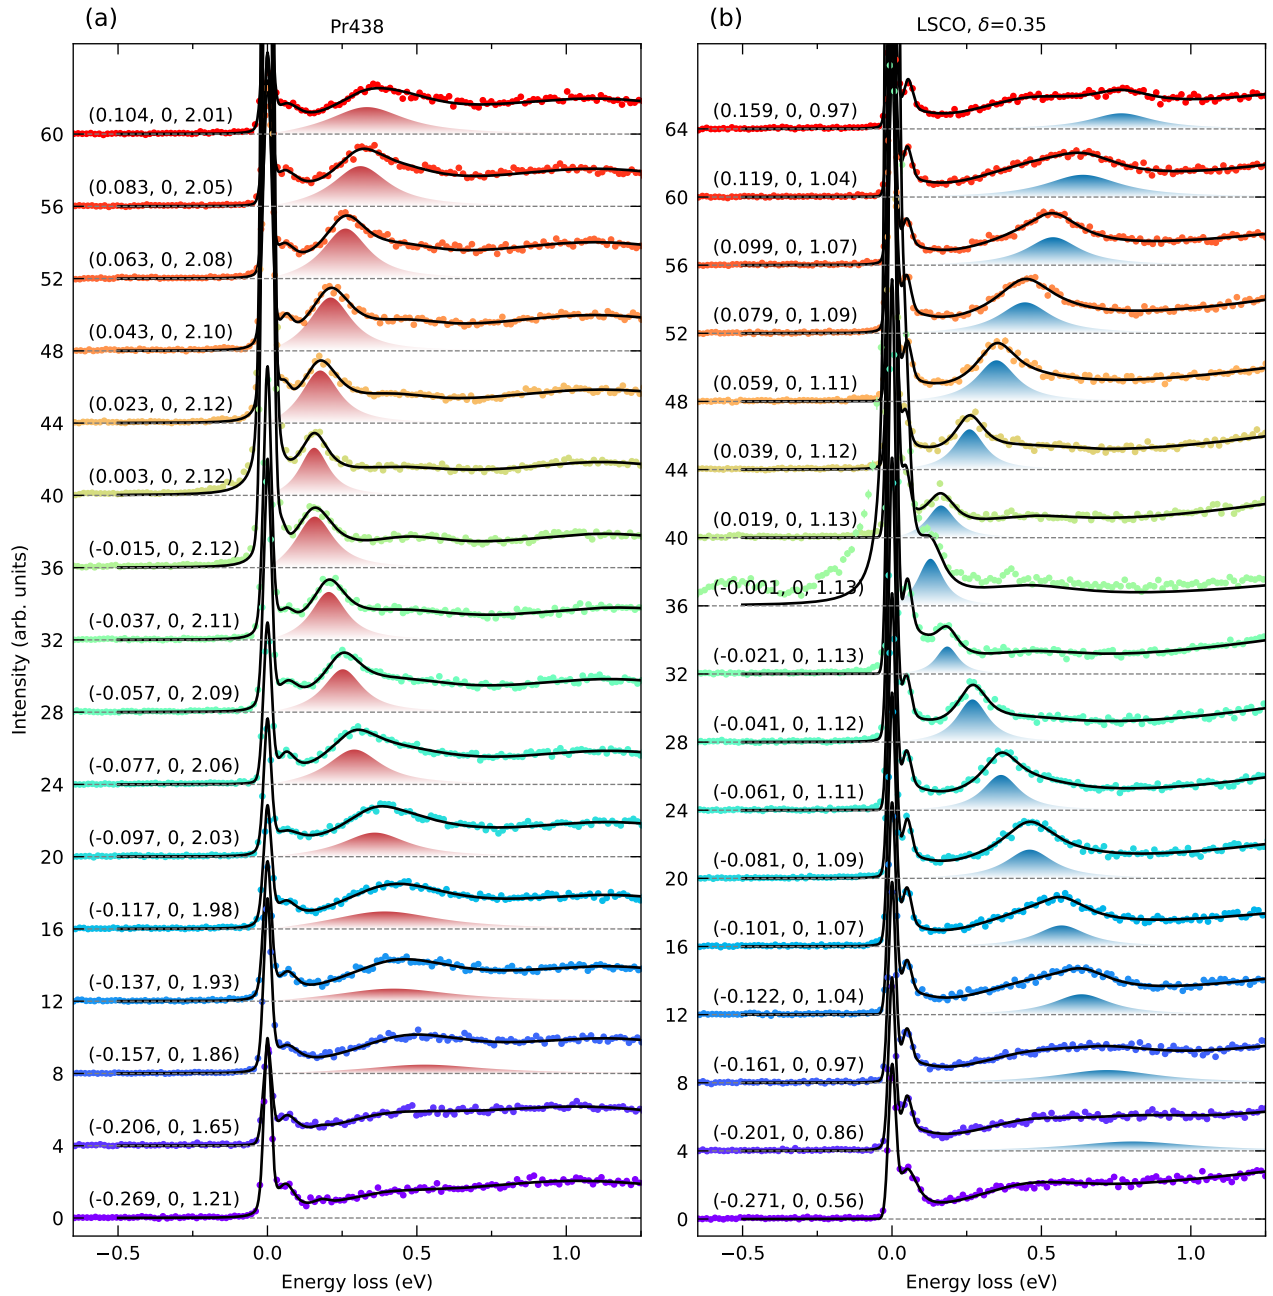 (a)
Pr438
(0.104, 0, 2.01)
60
(0.083, 0, 2.05)
56
(0.063, 0, 2.08)
52
(0.043, 0, 2.10)
48
(0.023, 0, 2.12)
44
(0.003, 0, 2.12)
40
(-0.015, 0, 2.12)
36
(-0.037, 0, 2.11)
32
(-0.057, 0, 2.09)
28
(-0.077, 0, 2.06)
24
(-0.097, 0, 2.03)
20
(-0.117, 0, 1.98)
16
(-0.137, 0, 1.93)
12
(-0.157, 0, 1.86)
8
(-0.206, 0, 1.65)
4
(-0.269, 0, 1.21)
0
−0.5 0.0 0.5 1.0
Energy loss (eV)
Intensity (arb. units)
(b)
LSCO, δ=0.35
(0.159, 0, 0.97)
64
(0.119, 0, 1.04)
60
(0.099, 0, 1.07)
56
(0.079, 0, 1.09)
52
(0.059, 0, 1.11)
48
(0.039, 0, 1.12)
44
(0.019, 0, 1.13)
40
(-0.001, 0, 1.13)
36
(-0.021, 0, 1.13)
32
(-0.041, 0, 1.12)
28
(-0.061, 0, 1.11)
24
(-0.081, 0, 1.09)
20
(-0.101, 0, 1.07)
16
(-0.122, 0, 1.04)
12
(-0.161, 0, 0.97)
8
(-0.201, 0, 0.86)
4
(-0.271, 0, 0.56)
0
−0.5 0.0 0.5 1.0
Energy loss (eV)